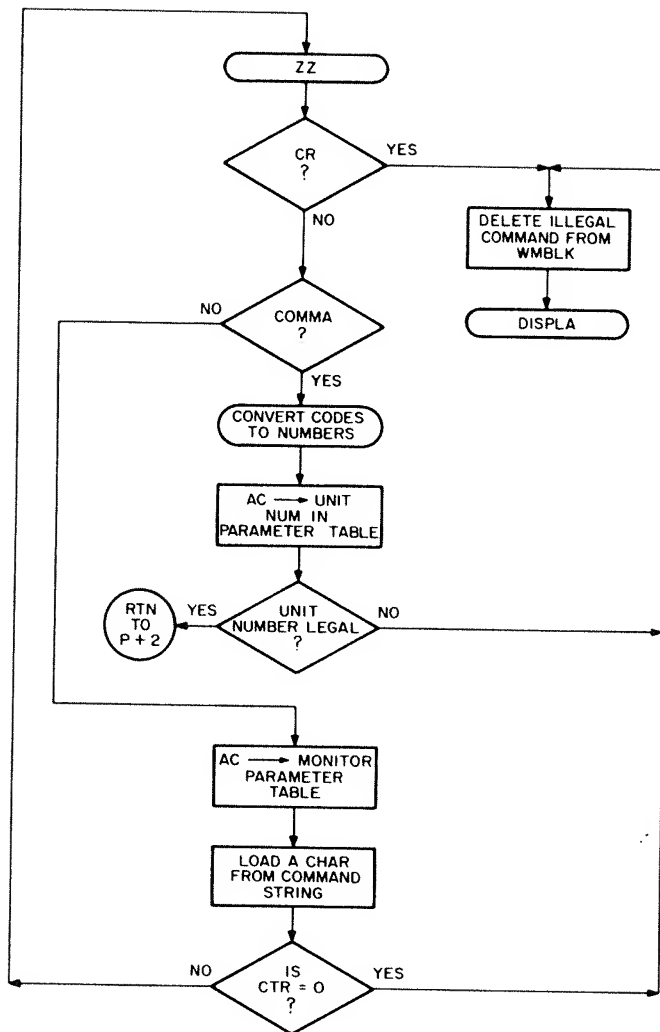 ZZ
CR
?
YES
NO
DELETE ILLEGAL
COMMAND FROM
WMBLK
DISPLA
COMMA
?
NO
YES
CONVERT CODES
TO NUMBERS
AC → UNIT
NUM IN
PARAMETER TABLE
UNIT
NUMBER LEGAL
?
YES
NO
RTN
TO
P + 2
AC → MONITOR
PARAMETER
TABLE
LOAD A CHAR
FROM COMMAND
STRING
IS
CTR = 0
?
NO
YES